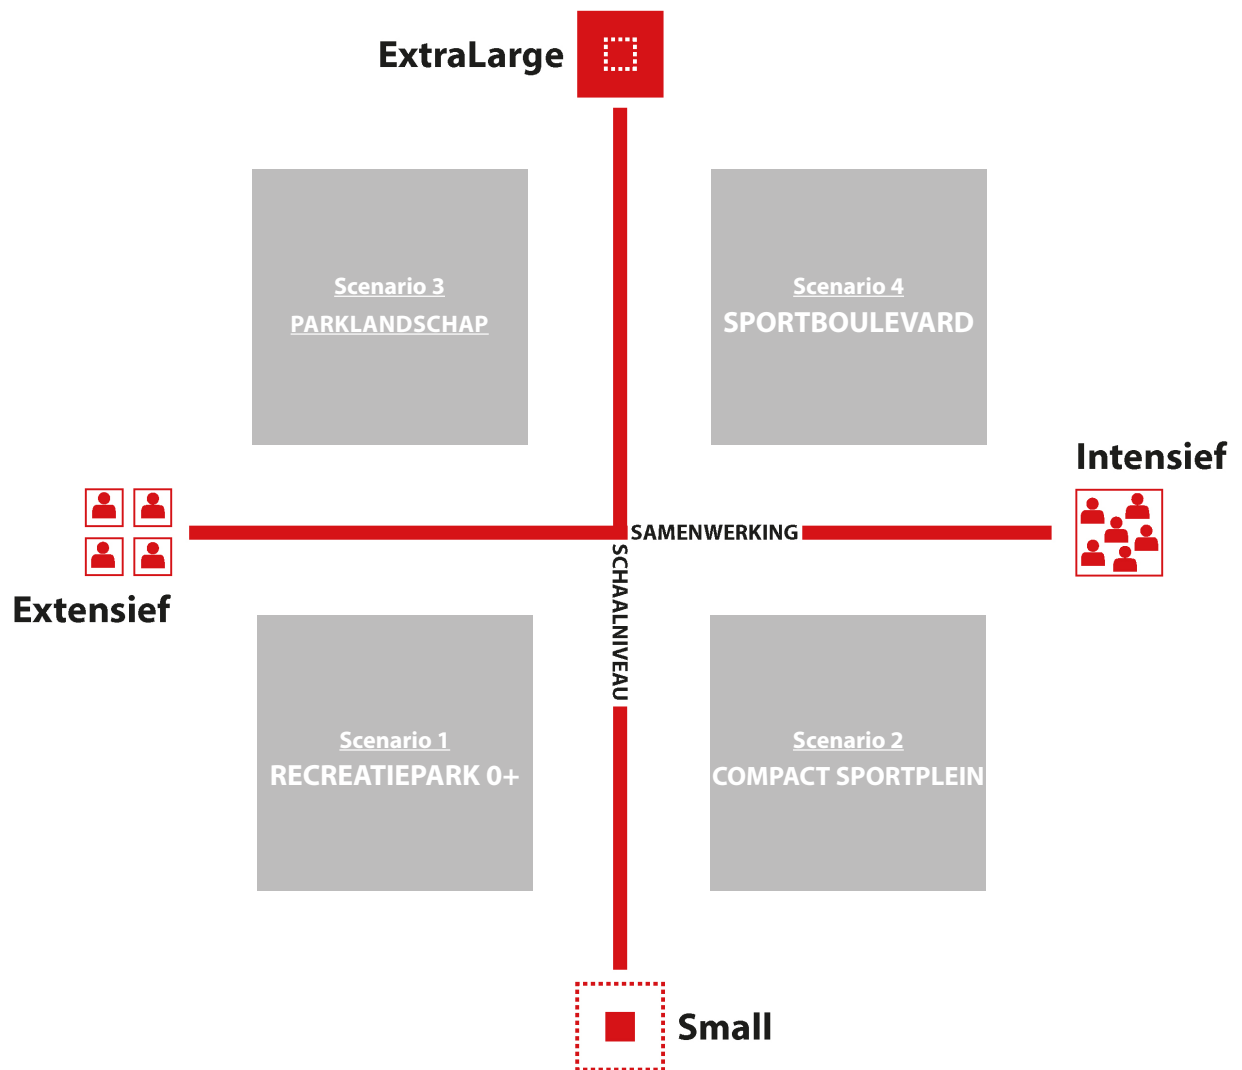 ExtraLarge
Scenario 3
PARKLANDSCHAP
Scenario 4
SPORTBOULEVARD
Intensief
SAMENWERKING
Extensief
SCHAALNIVEAU
Scenario 1
RECREATIEPARK 0+
Scenario 2
COMPACT SPORTPLEIN
Small